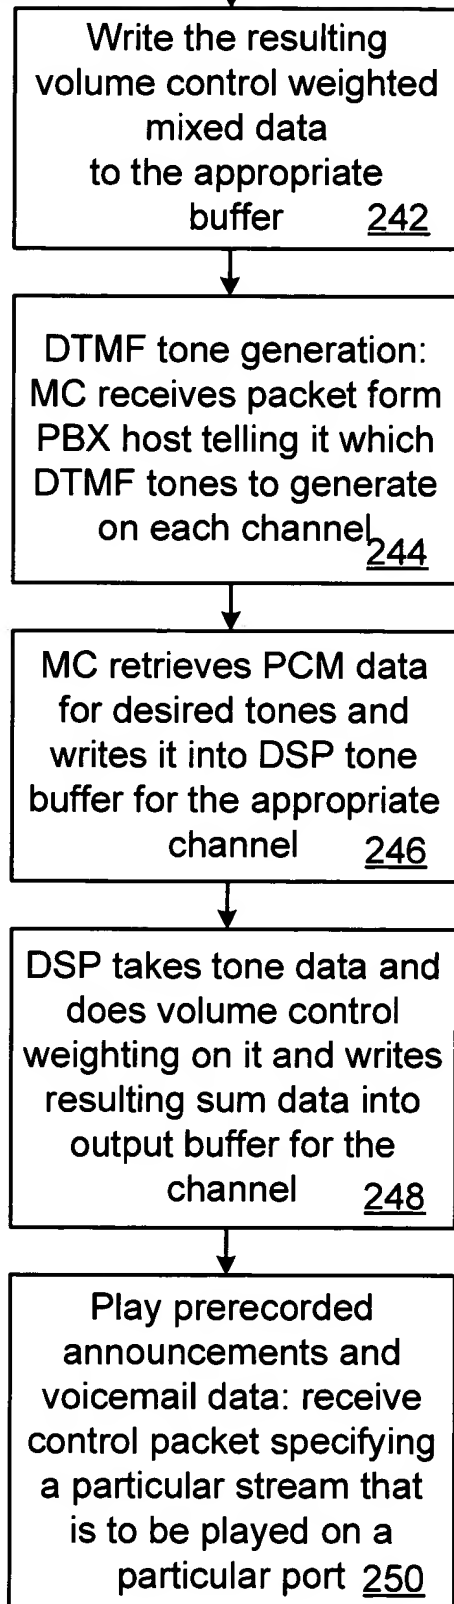 Write the resulting
volume control weighted
mixed data
to the appropriate
buffer 242
DTMF tone generation:
MC receives packet form
PBX host telling it which
DTMF tones to generate
on each channel
244
MC retrieves PCM data
for desired tones and
writes it into DSP tone
buffer for the appropriate
channel 246
DSP takes tone data and
does volume control
weighting on it and writes
resulting sum data into
output buffer for the
channel 248
Play prerecorded
announcements and
voicemail data: receive
control packet specifying
a particular stream that
is to be played on a
particular port 250